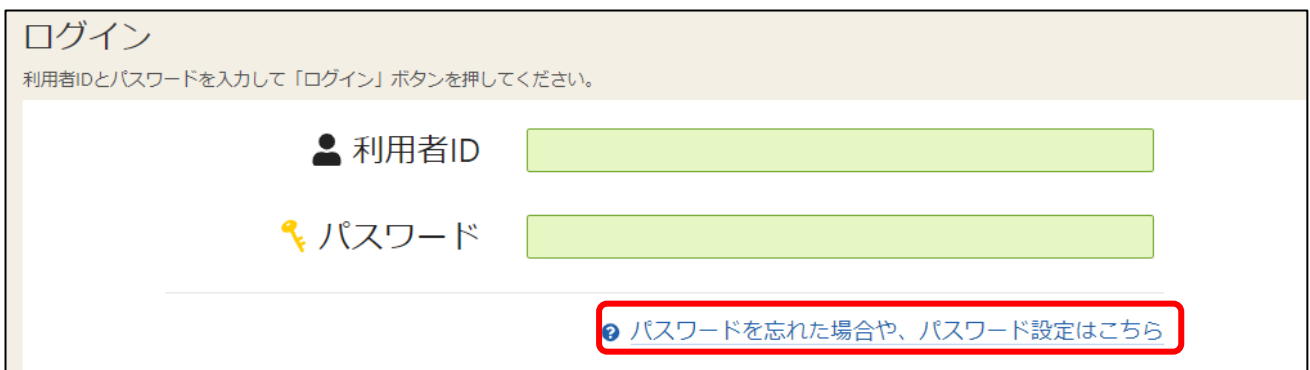 ログイン
利用者IDとパスワードを入力して「ログイン」ボタンを押してください。
利用者ID
パスワード
パスワードを忘れた場合や、パスワード設定はこちら